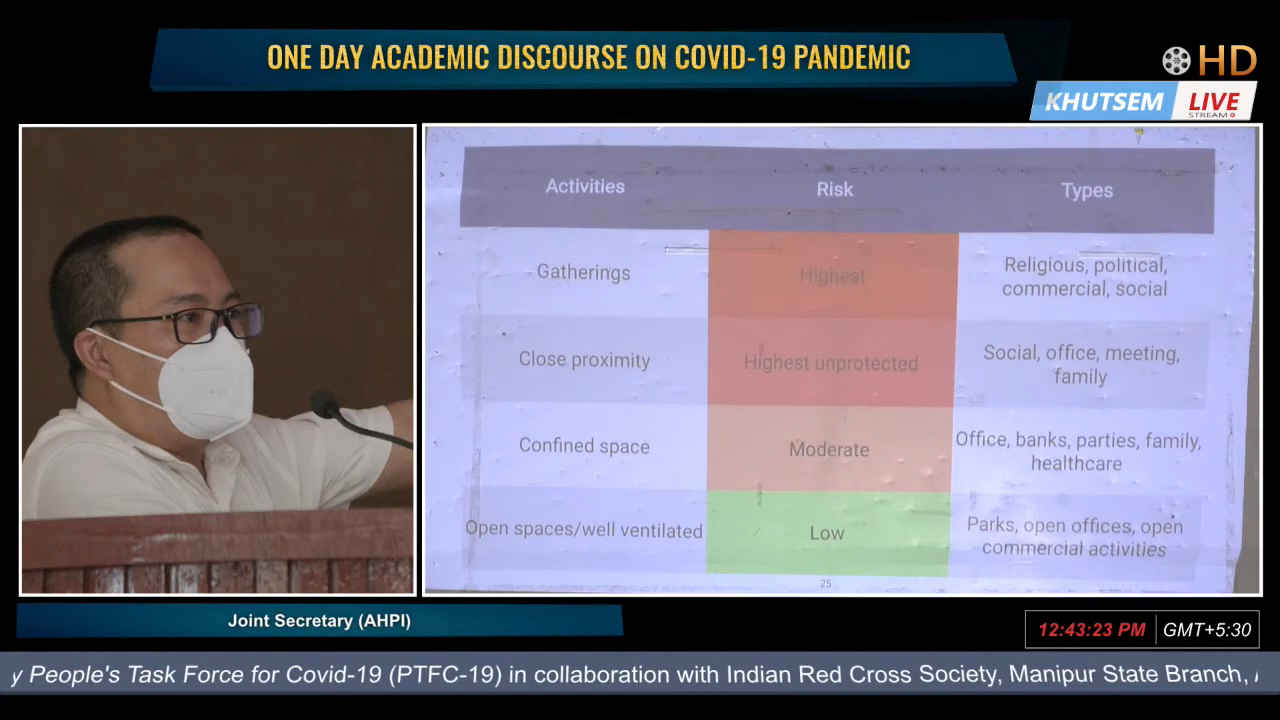 ONE DAY ACADEMIC DISCOURSE ON COVID-19 PANDEMIC
HD
KHUTSEM LIVE
STREAM
Activities Risk Types
Gatherings Highest Religious, political,
commercial, social
Close proximity Highest unprotected Social, office, meeting,
family
Confined space Moderate Office, banks, parties, family,
healthcare
Open spaces/well ventilated Low Parks, open offices, open
commercial activities
25
Joint Secretary (AHPI)
12:43:23 PM GMT+5:30
y People's Task Force for Covid-19 (PTFC-19) in collaboration with Indian Red Cross Society, Manipur State Branch,